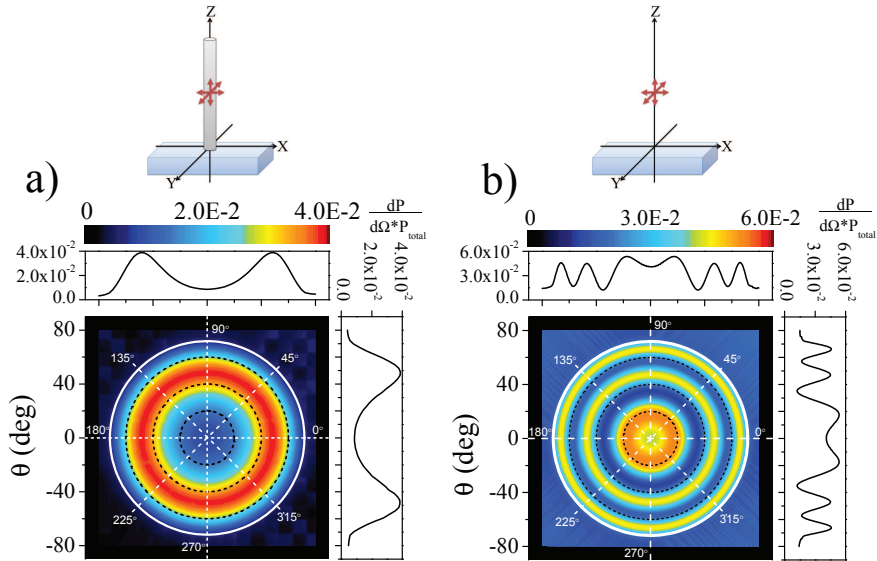 Z
X
Y
a)
0 2.0E-2 4.0E-2
dP
dΩ*P_total
4.0x10⁻²
2.0x10⁻²
0.0
0.0
2.0x10⁻²
4.0x10⁻²
θ (deg)
80
40
0
-40
-80
90°
135°
45°
180°
0°
225°
315°
270°
Z
X
Y
b)
0 3.0E-2 6.0E-2
dP
dΩ*P_total
6.0x10⁻²
3.0x10⁻²
0.0
0.0
3.0x10⁻²
6.0x10⁻²
θ (deg)
80
40
0
-40
-80
90°
135°
45°
180°
0°
225°
315°
270°